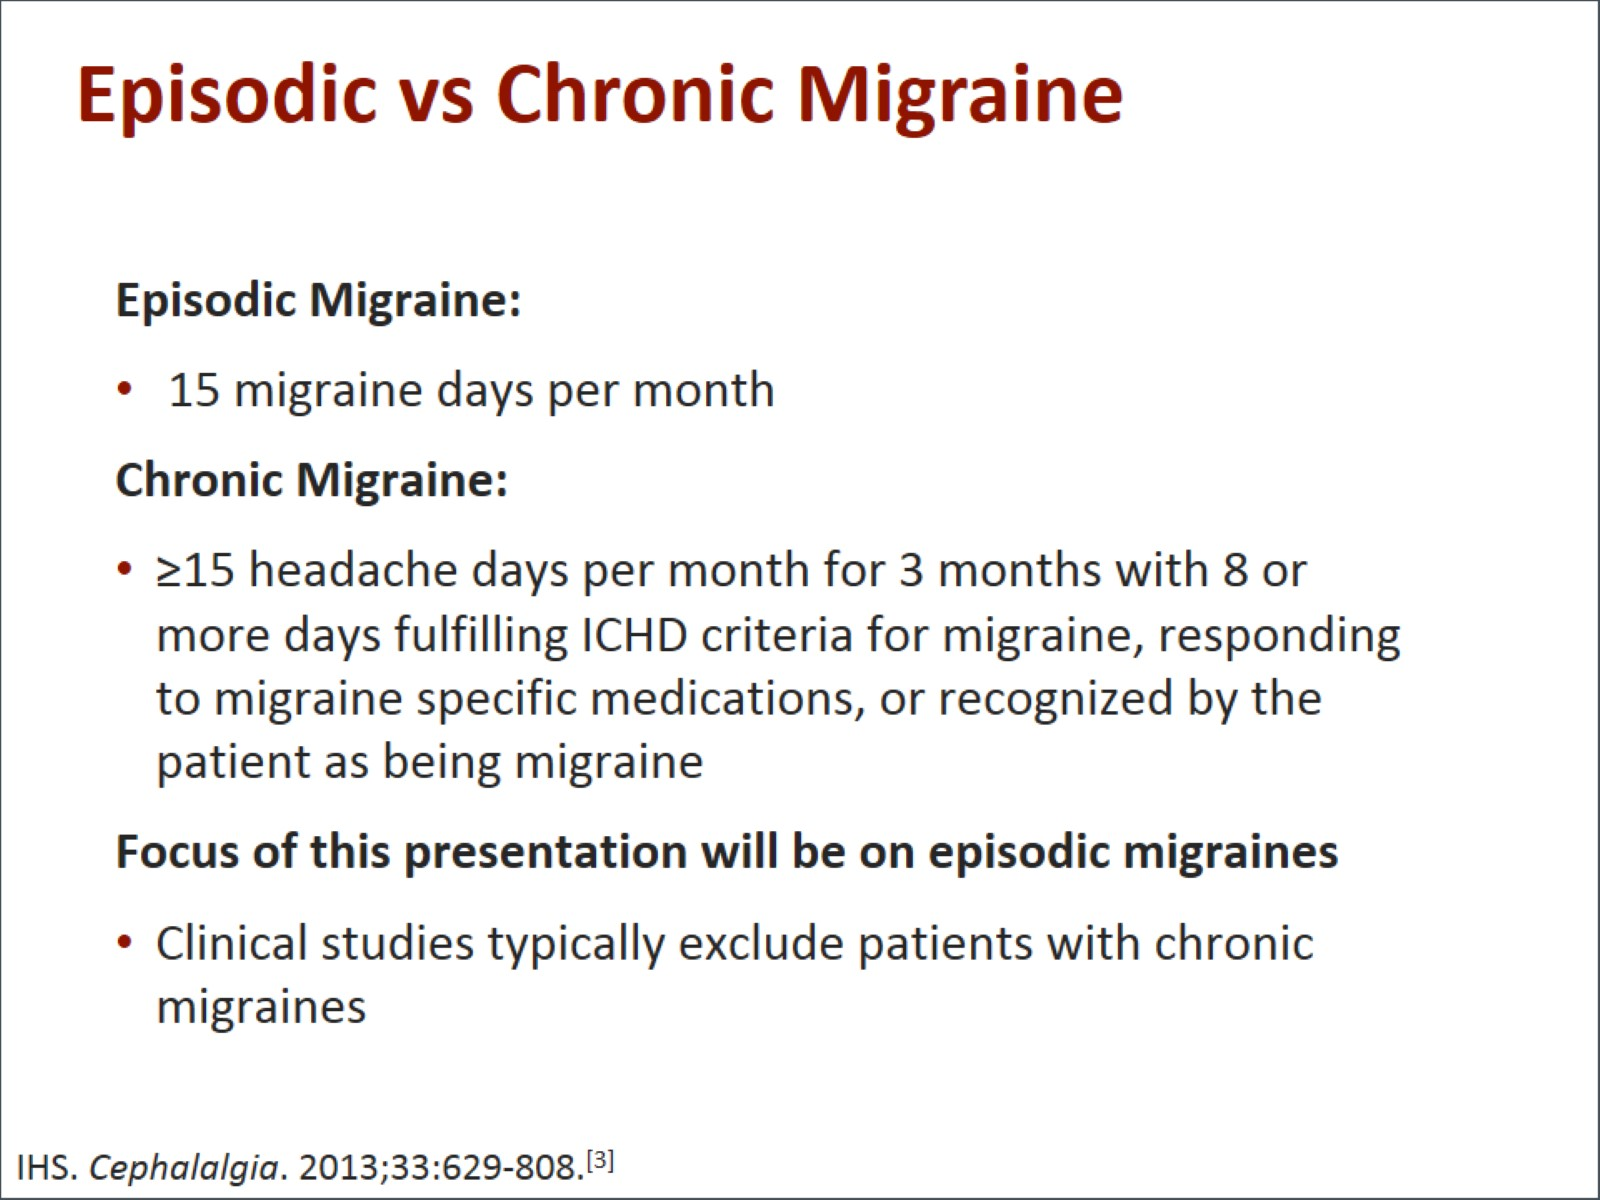 Episodic vs Chronic Migraine
Episodic Migraine:
• 15 migraine days per month
Chronic Migraine:
• ≥15 headache days per month for 3 months with 8 or
more days fulfilling ICHD criteria for migraine, responding
to migraine specific medications, or recognized by the
patient as being migraine
Focus of this presentation will be on episodic migraines
• Clinical studies typically exclude patients with chronic
migraines
IHS. Cephalalgia. 2013;33:629-808.[3]